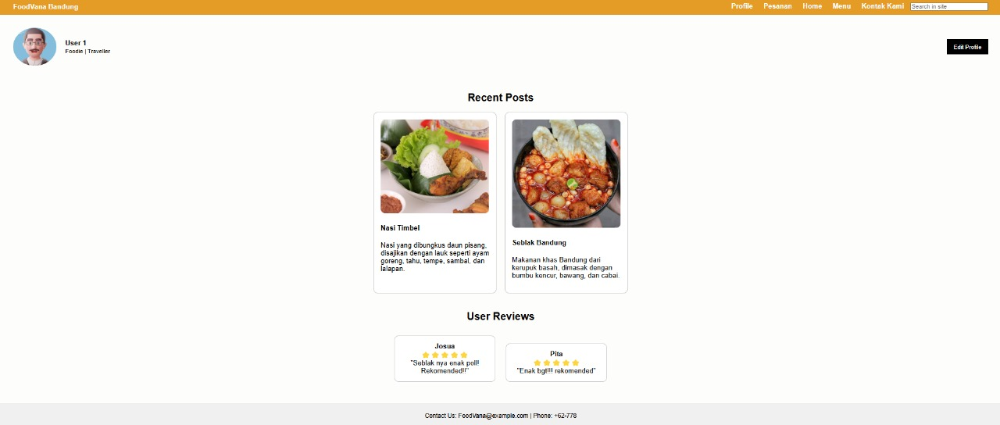 FoodVana Bandung
Profile Pesanan Home Menu Kontak Kami Search in site
User 1
Foodie | Traveller
Edit Profile
Recent Posts
Nasi Timbel
Nasi yang dibungkus daun pisang,
disajikan dengan lauk seperti ayam
goreng, tahu, tempe, sambal, dan
lalapan.
Seblak Bandung
Makanan khas Bandung dari
kerupuk basah, dimasak dengan
bumbu kencur, bawang, dan cabai.
User Reviews
Josua
"Seblak nya enak poll!
Rekomended!!"
Pita
"Enak bgt!!! rekomended"
Contact Us: FoodVana@example.com | Phone: +62-778